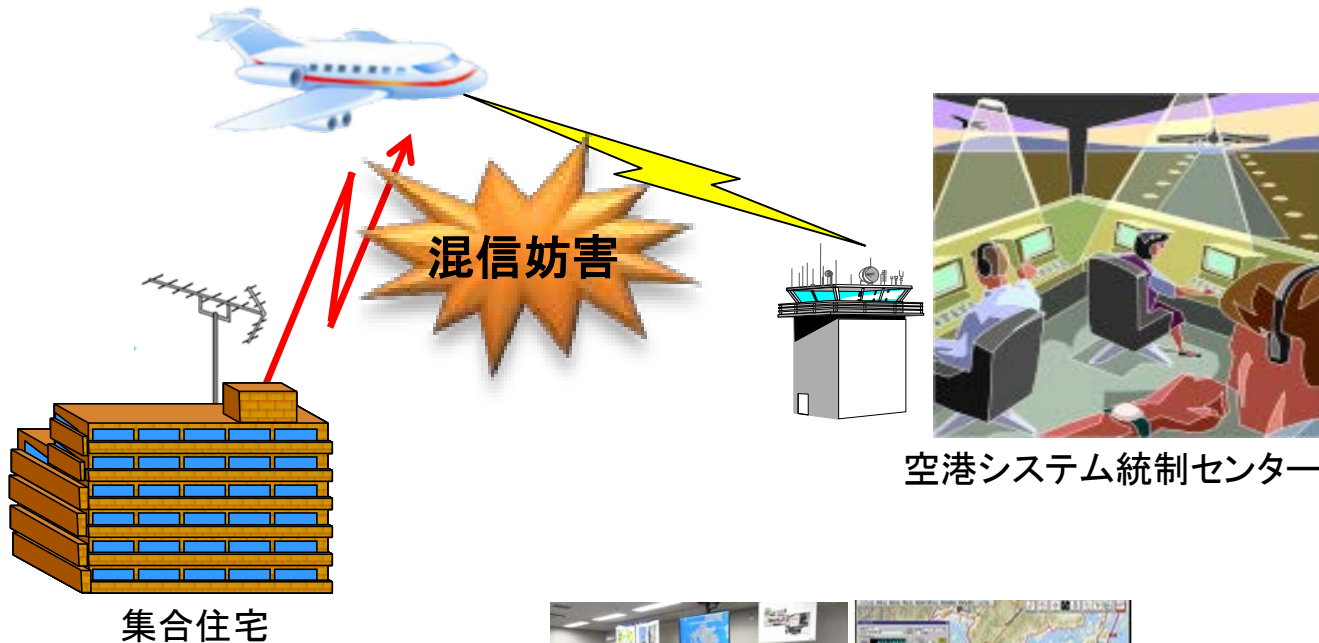 混信妨害
空港システム統制センター
集合住宅